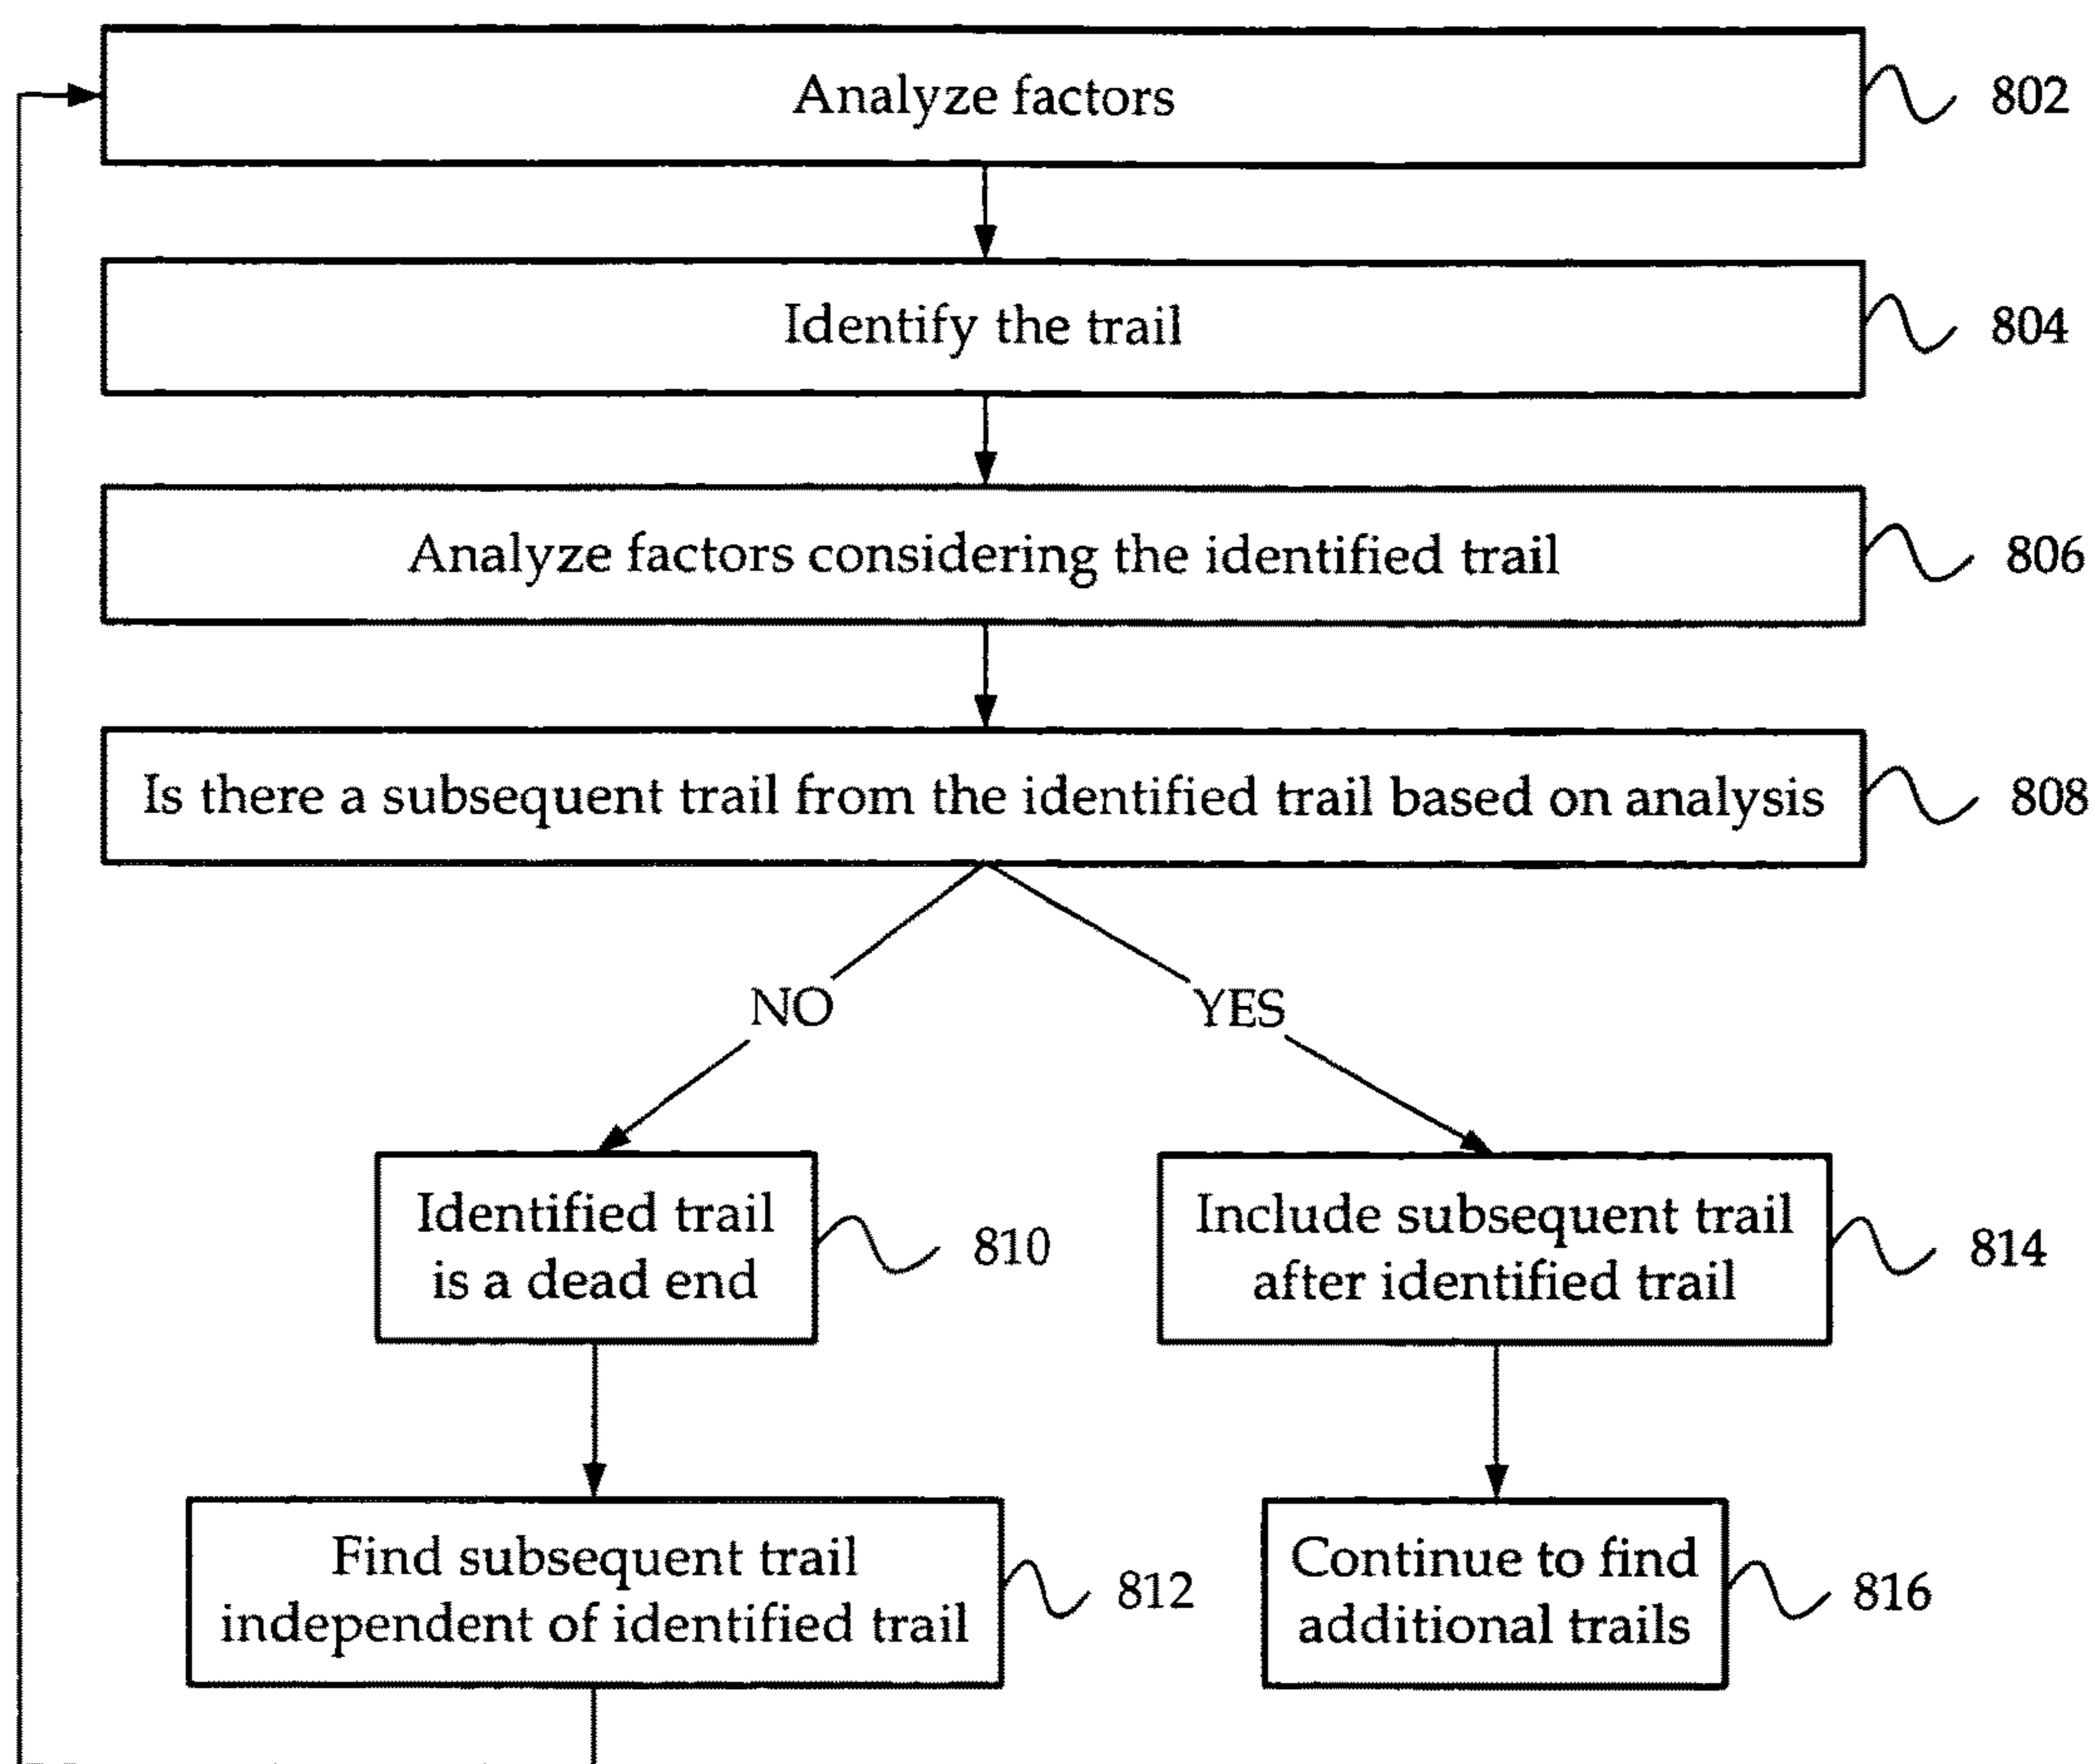 Analyze factors
802
Identify the trail
804
Analyze factors considering the identified trail
806
Is there a subsequent trail from the identified trail based on analysis
808
NO
YES
Identified trail
is a dead end
810
Include subsequent trail
after identified trail
814
Find subsequent trail
independent of identified trail
812
Continue to find
additional trails
816